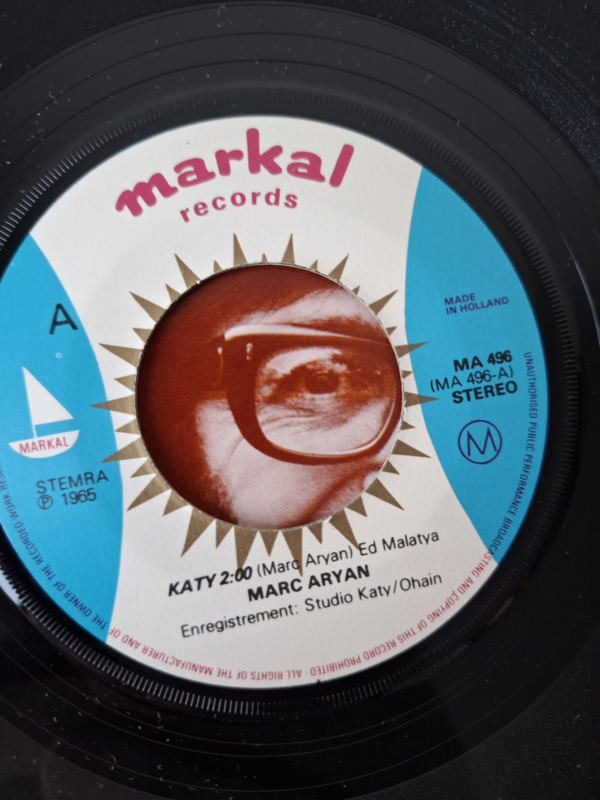 markal
records
A
MADE
IN HOLLAND
MA 496
(MA 496-A)
STEREO
M
MARKAL
STEMRA
℗ 1965
KATY 2:00 (Marc Aryan) Ed Malatya
MARC ARYAN
Enregistrement: Studio Katy/Ohain
UNAUTHORISED PUBLIC PERFORMANCE BROADCASTING AND COPYING OF THIS RECORD PROHIBITED - ALL RIGHTS OF THE MANUFACTURER AND OF THE OWNER OF THE RECORDED WORK